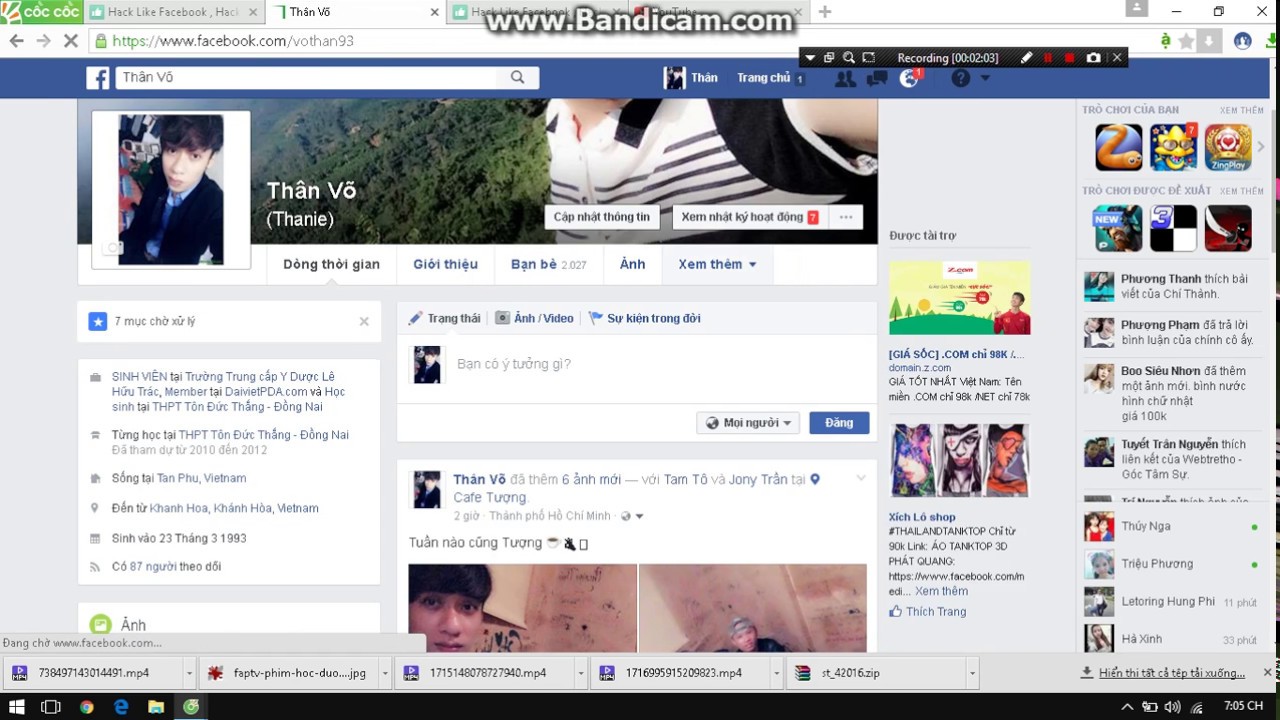 www.Bandicam.com
cốc cốc
Hack Like Facebook , Hack
Thân Võ
Hack Like Facebook
YouTube
https://www.facebook.com/vothan93
Recording [00:02:03]
Thân Võ
Thân
Trang chủ 1
1
Thân Võ
(Thanie)
Cập nhật thông tin
Xem nhật ký hoạt động 7
Dòng thời gian
Giới thiệu
Bạn bè 2.027
Ảnh
Xem thêm
7 mục chờ xử lý
SINH VIÊN tại Trường Trung cấp Y Dược Lê
Hữu Trác, Member tại DaivietPDA.com và Học
sinh tại THPT Tôn Đức Thắng - Đồng Nai
Từng học tại THPT Tôn Đức Thắng - Đồng Nai
Đã tham dự từ 2010 đến 2012
Sống tại Tan Phu, Vietnam
Đến từ Khanh Hoa, Khánh Hòa, Vietnam
Sinh vào 23 Tháng 3 1993
Có 87 người theo dõi
Ảnh
Trạng thái
Ảnh / Video
Sự kiện trong đời
Bạn có ý tưởng gì?
Mọi người
Đăng
Thân Võ đã thêm 6 ảnh mới — với Tam Tô và Jony Trần tại
Cafe Tượng.
2 giờ · Thành phố Hồ Chí Minh ·
Tuần nào cũng Tượng
Được tài trợ
Z.com
[GIÁ SỐC] .COM chỉ 98K /....
domain.z.com
GIÁ TỐT NHẤT Việt Nam: Tên
miền .COM chỉ 98k /NET chỉ 78k
Xích Lô shop
#THAILANDTANKTOP Chỉ từ
90k Link: ÁO TANKTOP 3D
PHÁT QUANG:
https://www.facebook.com/m
edi... Xem thêm
Thích Trang
TRÒ CHƠI CỦA BẠN
XEM THÊM
7
ZingPlay
TRÒ CHƠI ĐƯỢC ĐỀ XUẤT
XEM THÊM
NEW
3
Phương Thanh thích bài
viết của Chí Thành.
Phượng Phạm đã trả lời
bình luận của chính cô ấy.
Boo Siêu Nhơn đã thêm
một ảnh mới. bình nước
hình chữ nhật
giá 100k
Tuyết Trân Nguyễn thích
liên kết của Webtretho -
Góc Tâm Sự.
Trí Nguyễn thích ảnh của
Thúy Nga
Triệu Phương
Letoring Hung Phi 11 phút
Hà Xinh 33 phút
Đang chờ www.facebook.com...
738497143014491.mp4
faptv-phim-hoc-duo....jpg
1715148078727940.mp4
1716995915209823.mp4
st_42016.zip
Hiển thị tất cả tệp tải xuống...
7:05 CH